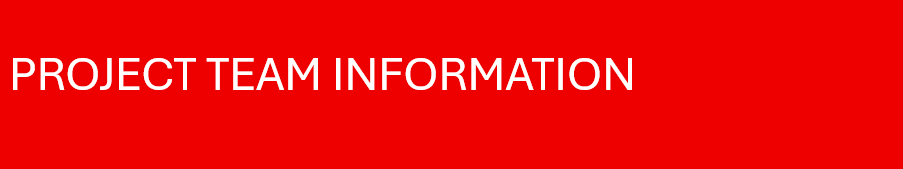 PROJECT TEAM INFORMATION